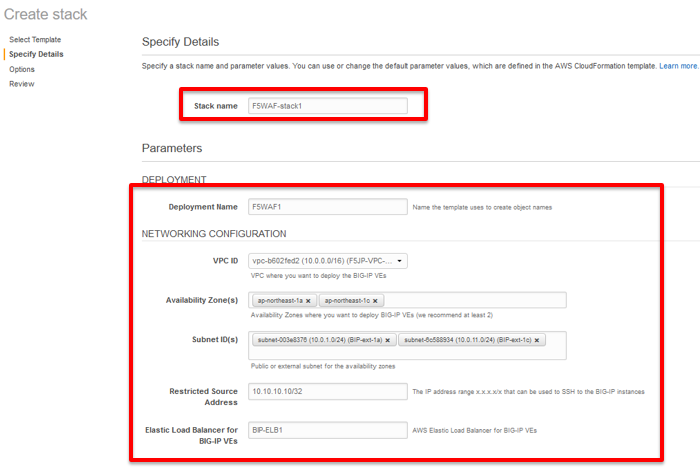 Create stack
Select Template
Specify Details
Options
Review
Specify Details
Specify a stack name and parameter values. You can use or change the default parameter values, which are defined in the AWS CloudFormation template. Learn more.
Stack name F5WAF-stack1
Parameters
DEPLOYMENT
Deployment Name F5WAF1 Name the template uses to create object names
NETWORKING CONFIGURATION
VPC ID vpc-b602fed2 (10.0.0.0/16) (F5JP-VPC-...
VPC where you want to deploy the BIG-IP VEs
Availability Zone(s) ap-northeast-1a × ap-northeast-1c ×
Availability Zones where you want to deploy BIG-IP VEs (we recommend at least 2)
Subnet ID(s) subnet-003e8376 (10.0.1.0/24) (BIP-ext-1a) × subnet-6c588934 (10.0.11.0/24) (BIP-ext-1c) ×
Public or external subnet for the availability zones
Restricted Source Address 10.10.10.10/32 The IP address range x.x.x.x/x that can be used to SSH to the BIG-IP instances
Elastic Load Balancer for BIG-IP VEs BIP-ELB1 AWS Elastic Load Balancer for BIG-IP VEs